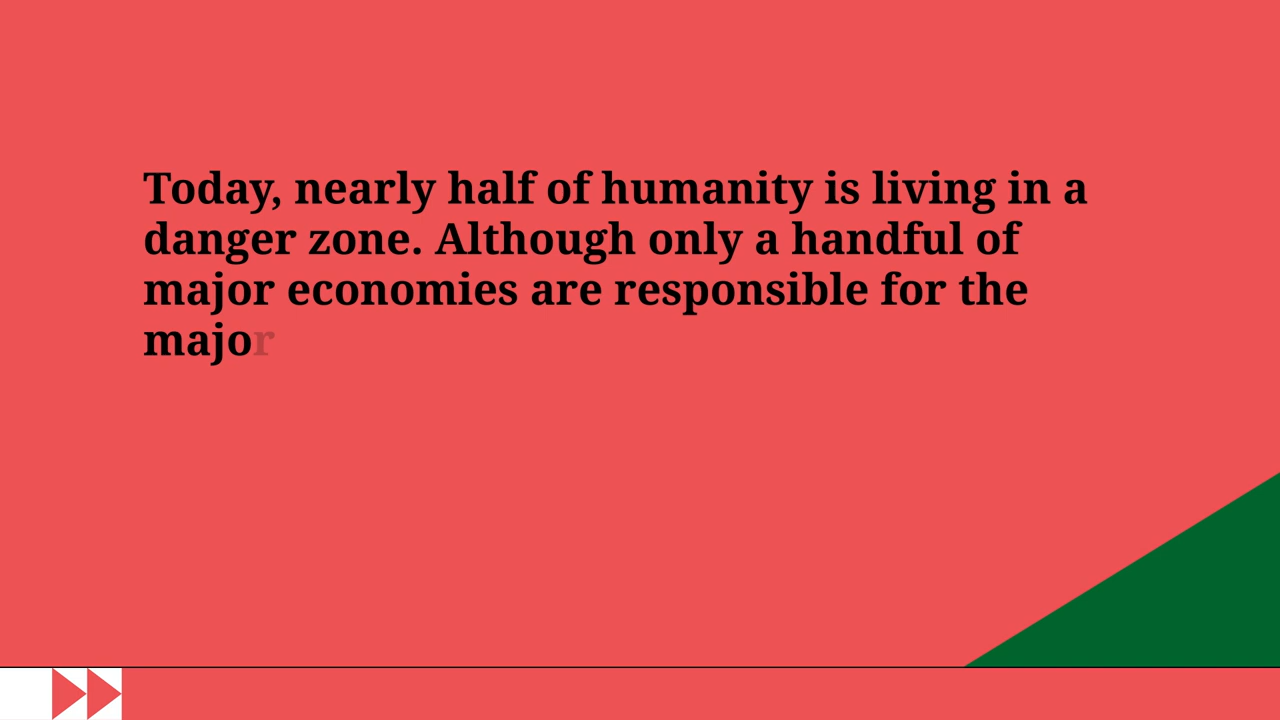 Today, nearly half of humanity is living in a
danger zone. Although only a handful of
major economies are responsible for the
major